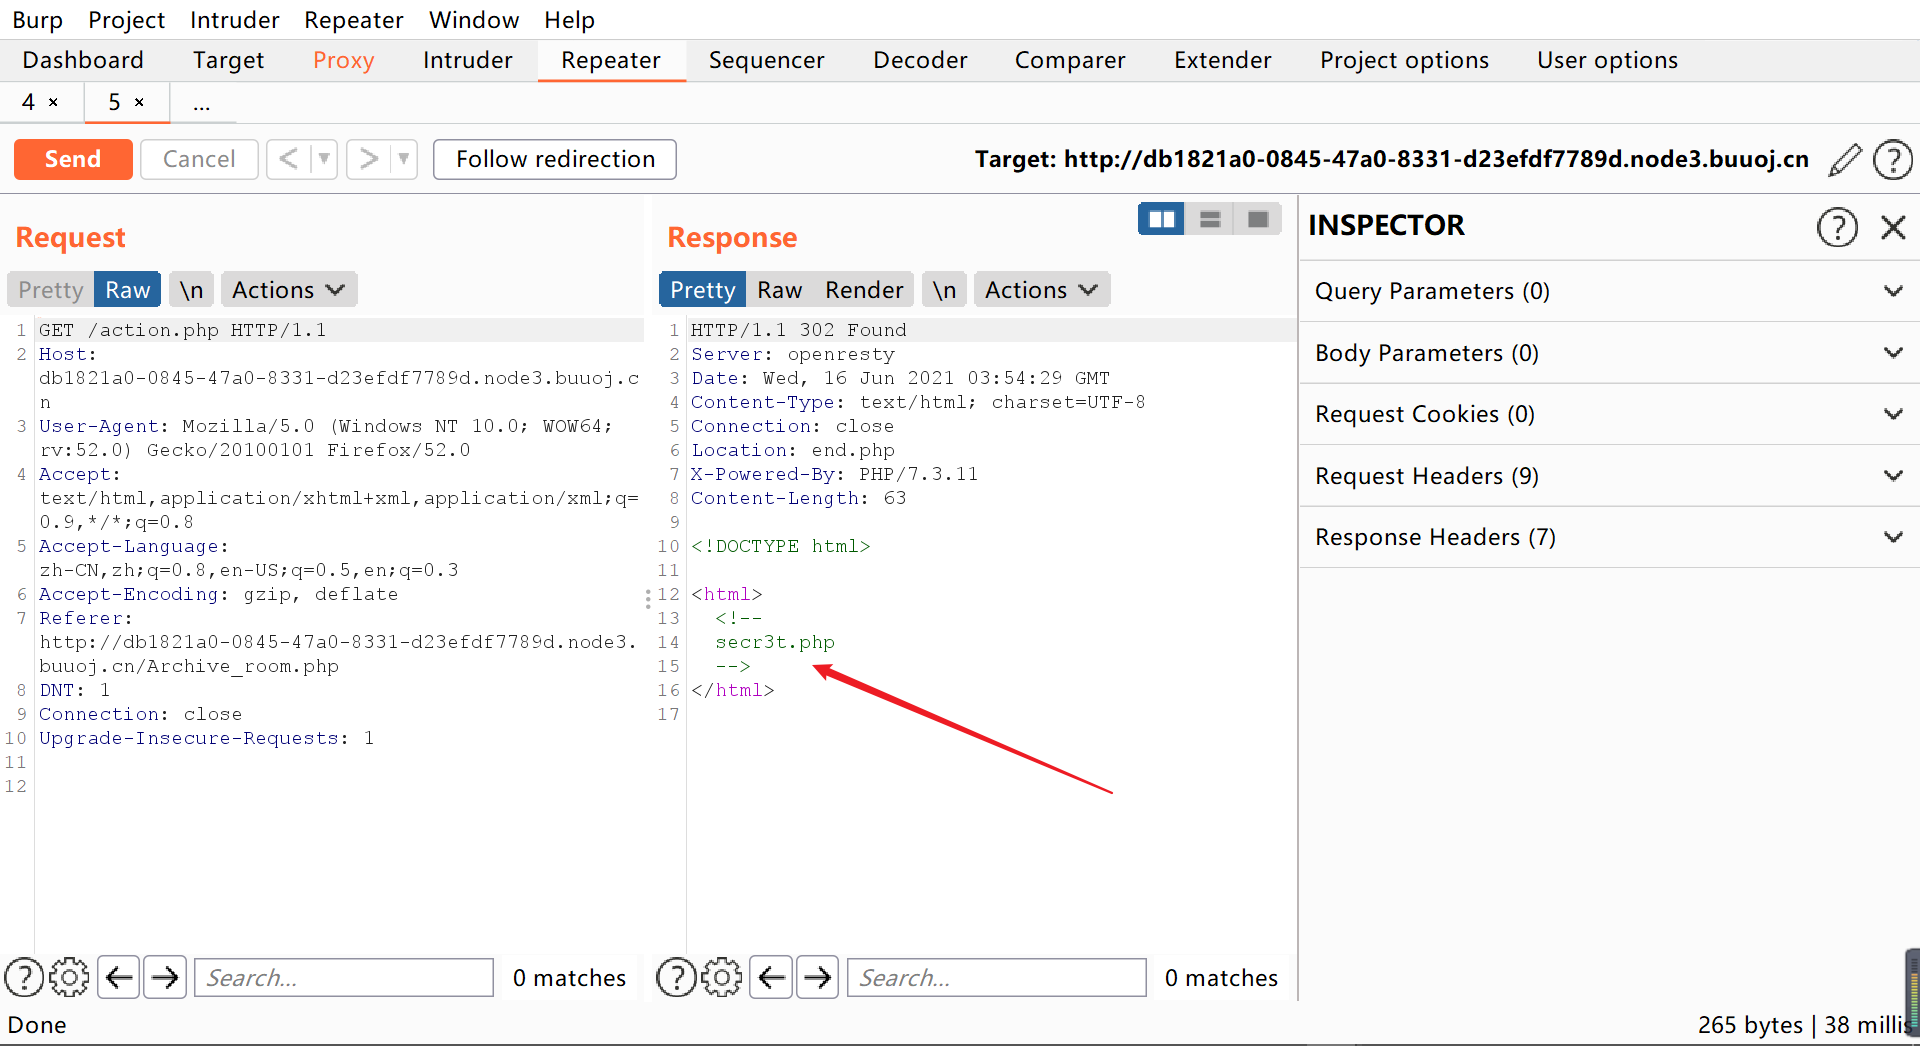 Burp Project Intruder Repeater Window Help
Dashboard Target Proxy Intruder Repeater Sequencer Decoder Comparer Extender Project options User options
4 × 5 × ...
Send Cancel < > Follow redirection Target: http://db1821a0-0845-47a0-8331-d23efdf7789d.node3.buuoj.cn
Request
Pretty Raw \n Actions
1 GET /action.php HTTP/1.1
2 Host:
db1821a0-0845-47a0-8331-d23efdf7789d.node3.buuoj.c
n
3 User-Agent: Mozilla/5.0 (Windows NT 10.0; WOW64;
rv:52.0) Gecko/20100101 Firefox/52.0
4 Accept:
text/html,application/xhtml+xml,application/xml;q=
0.9,*/*;q=0.8
5 Accept-Language:
zh-CN,zh;q=0.8,en-US;q=0.5,en;q=0.3
6 Accept-Encoding: gzip, deflate
7 Referer:
http://db1821a0-0845-47a0-8331-d23efdf7789d.node3.
buuoj.cn/Archive_room.php
8 DNT: 1
9 Connection: close
10 Upgrade-Insecure-Requests: 1
11
12
Search... 0 matches
Response
Pretty Raw Render \n Actions
1 HTTP/1.1 302 Found
2 Server: openresty
3 Date: Wed, 16 Jun 2021 03:54:29 GMT
4 Content-Type: text/html; charset=UTF-8
5 Connection: close
6 Location: end.php
7 X-Powered-By: PHP/7.3.11
8 Content-Length: 63
9
10 <!DOCTYPE html>
11
12 <html>
13 <!--
14 secr3t.php
15 -->
16 </html>
17
Search... 0 matches
INSPECTOR
Query Parameters (0)
Body Parameters (0)
Request Cookies (0)
Request Headers (9)
Response Headers (7)
Done
265 bytes | 38 millis